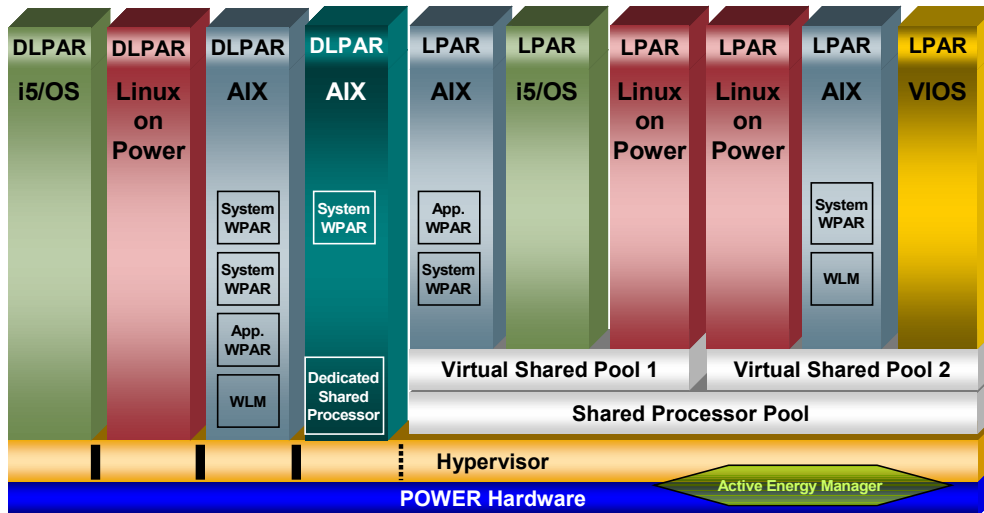 DLPAR
i5/OS
DLPAR
Linux
on
Power
DLPAR
AIX
System
WPAR
System
WPAR
App.
WPAR
WLM
DLPAR
AIX
System
WPAR
Dedicated
Shared
Processor
LPAR
AIX
App.
WPAR
System
WPAR
LPAR
i5/OS
LPAR
Linux
on
Power
LPAR
Linux
on
Power
LPAR
AIX
System
WPAR
WLM
LPAR
VIOS
Virtual Shared Pool 1
Virtual Shared Pool 2
Shared Processor Pool
Hypervisor
Active Energy Manager
POWER Hardware